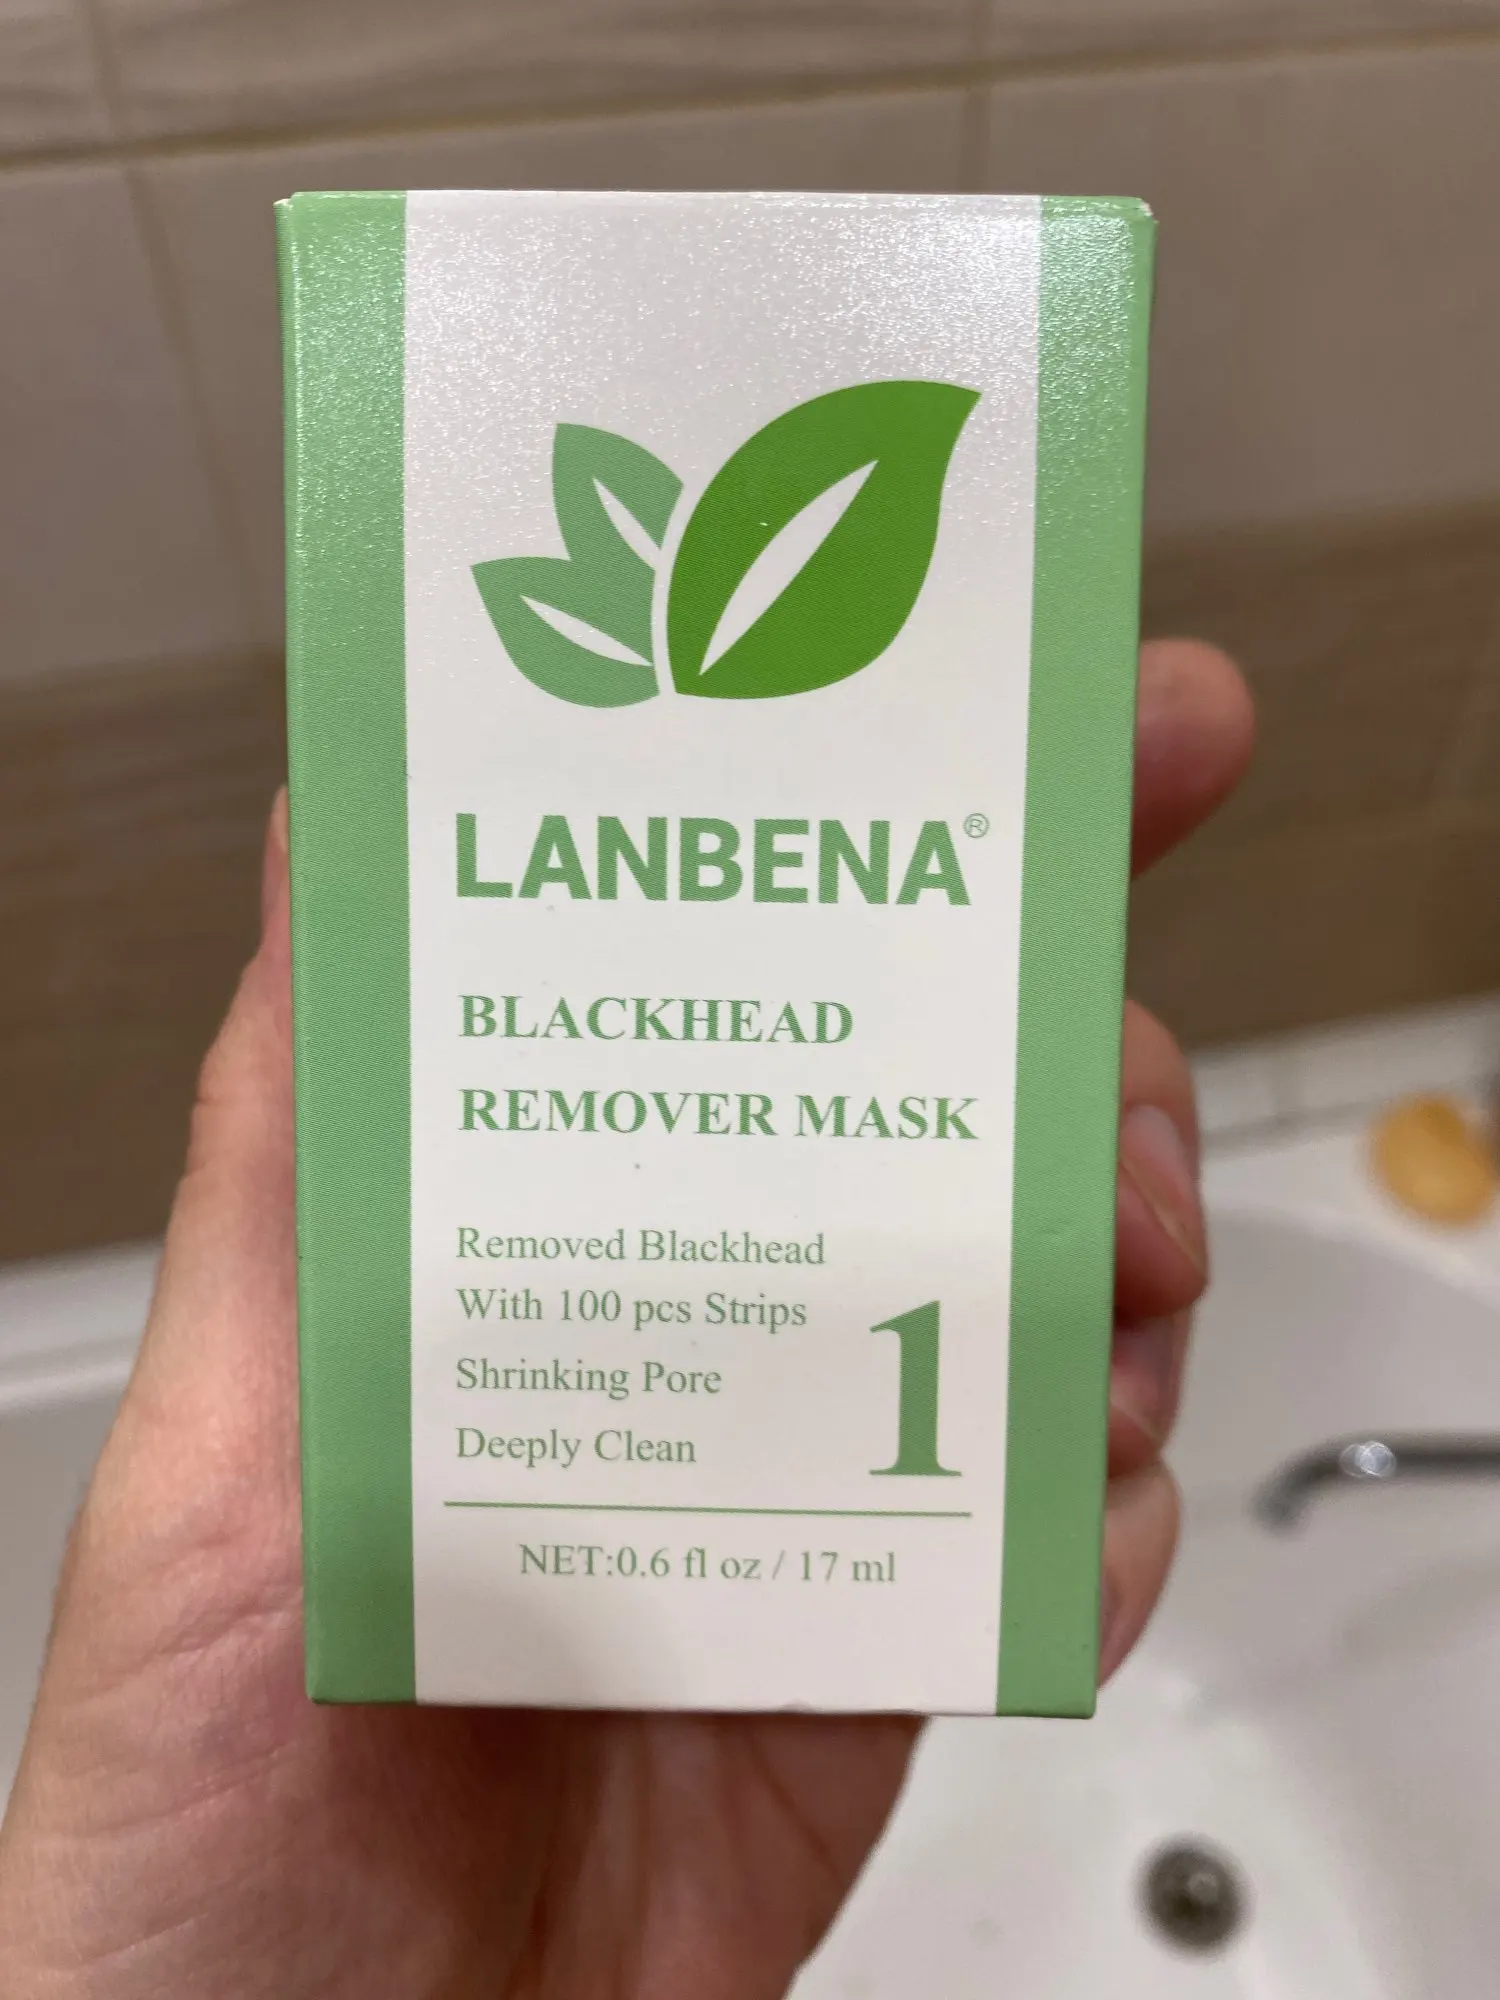 LANBENA®
BLACKHEAD
REMOVER MASK
Removed Blackhead
With 100 pcs Strips
Shrinking Pore
Deeply Clean
1
NET:0.6 fl oz / 17 ml